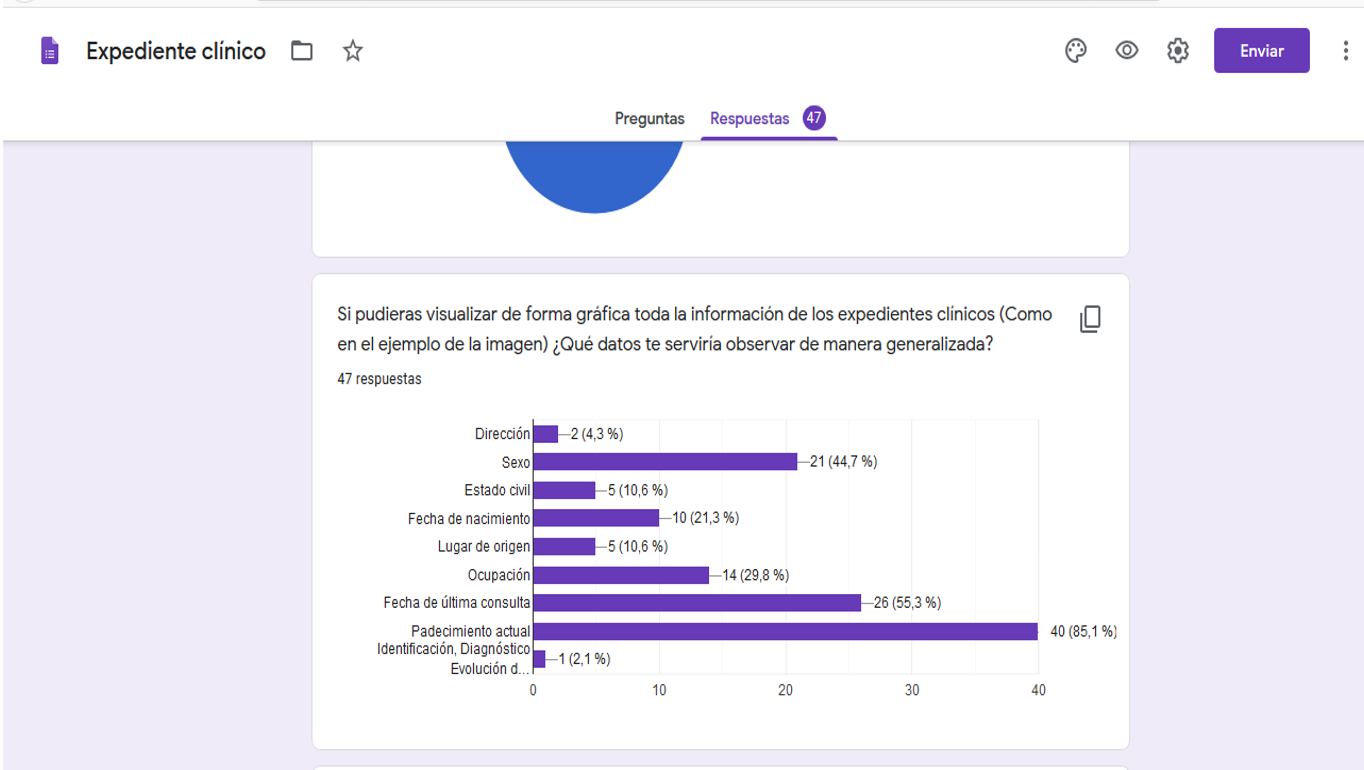 Expediente clínico
Enviar
Preguntas
Respuestas 47
Si pudieras visualizar de forma gráfica toda la información de los expedientes clínicos (Como
en el ejemplo de la imagen) ¿Qué datos te serviría observar de manera generalizada?
47 respuestas
Dirección 2 (4,3 %)
Sexo 21 (44,7 %)
Estado civil 5 (10,6 %)
Fecha de nacimiento 10 (21,3 %)
Lugar de origen 5 (10,6 %)
Ocupación 14 (29,8 %)
Fecha de última consulta 26 (55,3 %)
Padecimiento actual 40 (85,1 %)
Identificación, Diagnóstico
Evolución d... 1 (2,1 %)
0 10 20 30 40